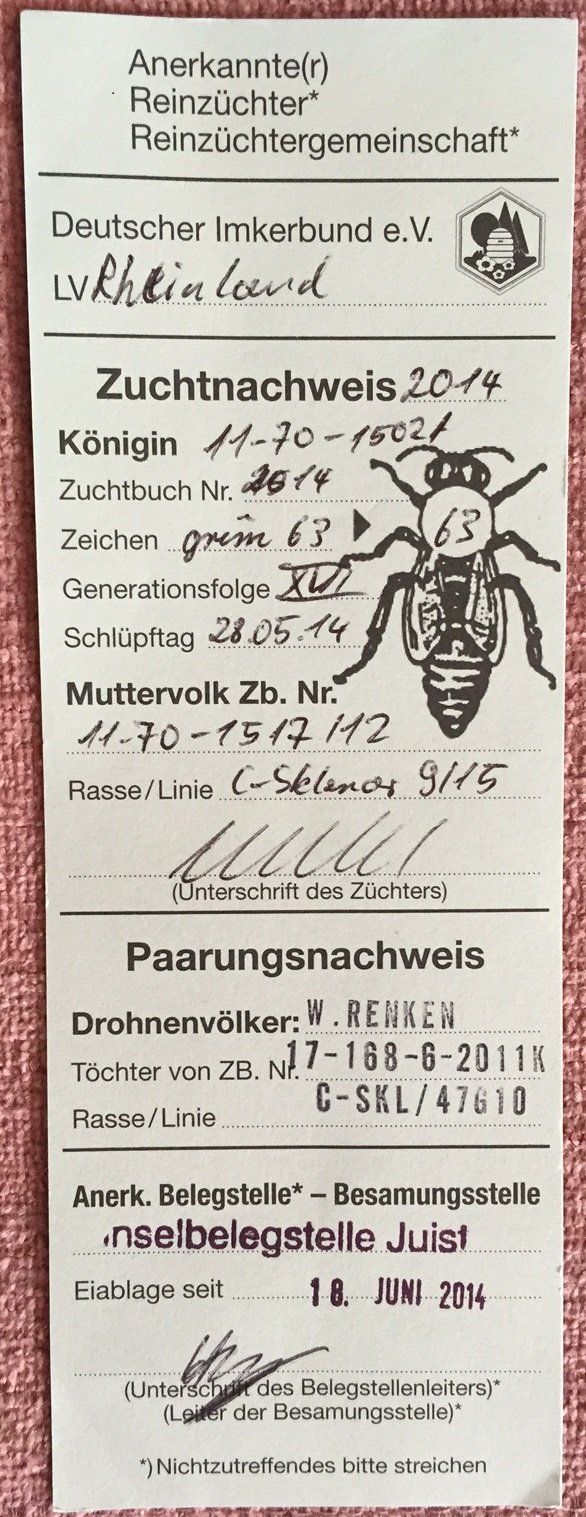 Anerkannte(r)
Reinzüchter*
Reinzüchtergemeinschaft*
Deutscher Imkerbund e.V.
LV Rheinland
Zuchtnachweis 2014
Königin 11-70-15021
Zuchtbuch Nr. 14
Zeichen grün 63
63
Generationsfolge XVI
Schlüpftag 28.05.14
Muttervolk Zb. Nr.
11-70-1517/12
Rasse/Linie C-Sklenar 9/15
(Unterschrift des Züchters)
Paarungsnachweis
Drohnenvölker: W. RENKEN
Töchter von ZB. Nr. 17-168-6-2011K
C-SKL/47G10
Rasse/Linie
Anerk. Belegstelle* – Besamungsstelle
nselbelegstelle Juist
Eiablage seit 18. JUNI 2014
(Unterschrift des Belegstellenleiters)*
(Leiter der Besamungsstelle)*
*) Nichtzutreffendes bitte streichen